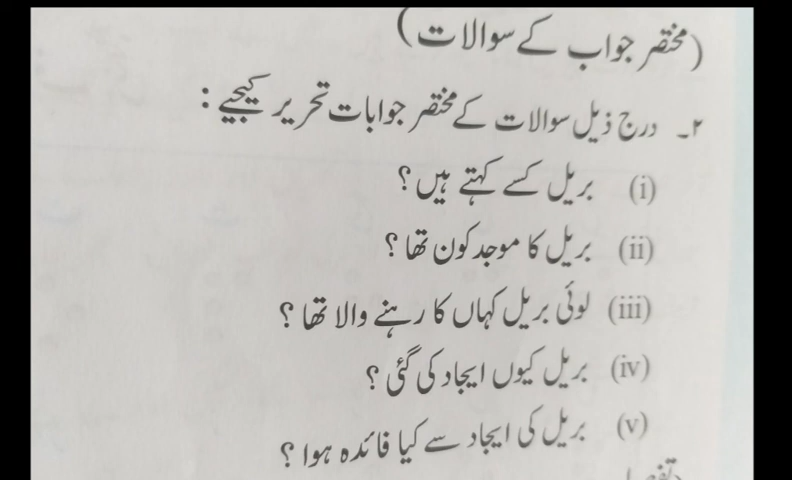 (مختصر جواب کے سوالات)
۲۔ درج ذیل سوالات کے مختصر جوابات تحریر کیجیے :
(i) بریل کسے کہتے ہیں؟
(ii) بریل کا موجد کون تھا؟
(iii) لوئی بریل کہاں کا رہنے والا تھا؟
(iv) بریل کیوں ایجاد کی گئی؟
(v) بریل کی ایجاد سے کیا فائدہ ہوا؟